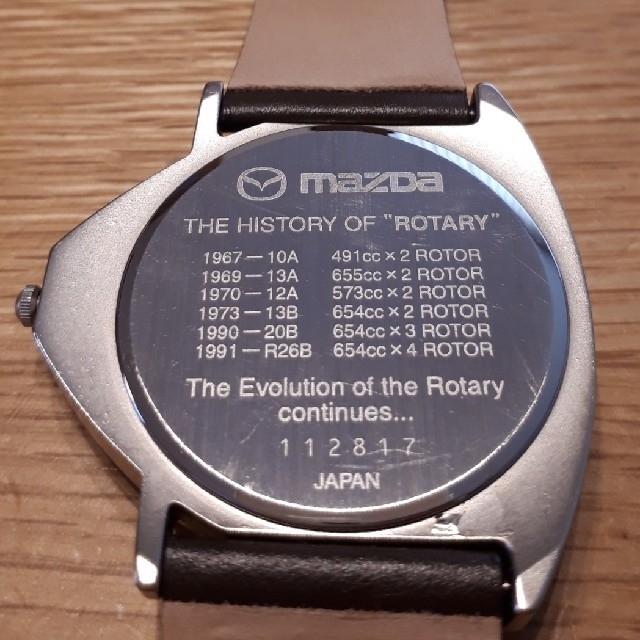 mazda
THE HISTORY OF "ROTARY"
1967—10A 491cc×2 ROTOR
1969—13A 655cc×2 ROTOR
1970—12A 573cc×2 ROTOR
1973—13B 654cc×2 ROTOR
1990—20B 654cc×3 ROTOR
1991—R26B 654cc×4 ROTOR
The Evolution of the Rotary
continues...
112817
JAPAN